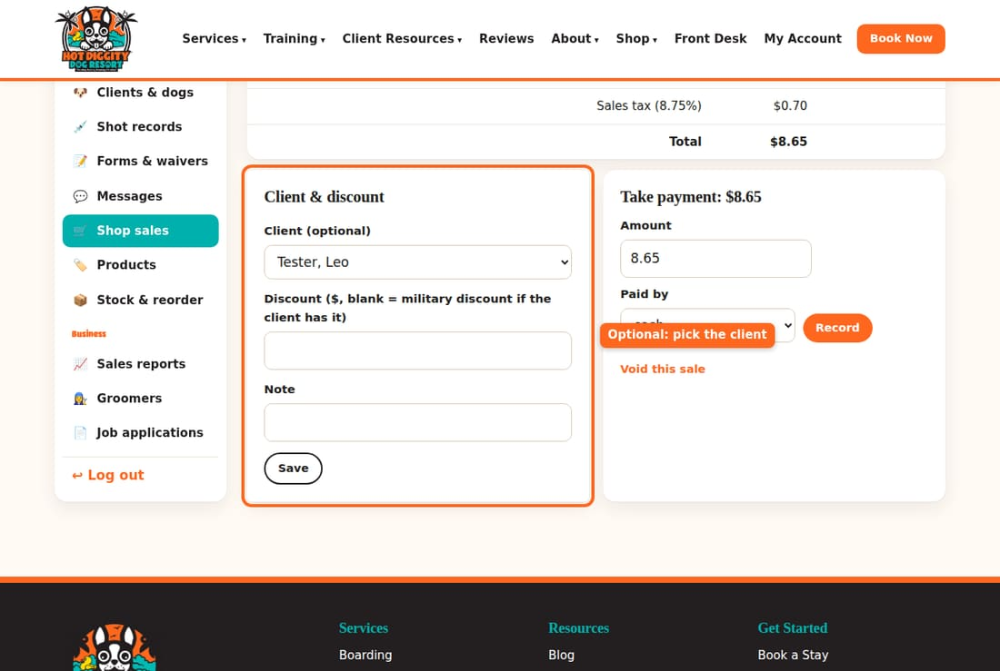 HOT DIGGITY
DOG RESORT
Services ▾
Training ▾
Client Resources ▾
Reviews
About ▾
Shop ▾
Front Desk
My Account
Book Now
Clients & dogs
Shot records
Forms & waivers
Messages
Shop sales
Products
Stock & reorder
Business
Sales reports
Groomers
Job applications
↩ Log out
Sales tax (8.75%) $0.70
Total $8.65
Client & discount
Client (optional)
Tester, Leo
Discount ($, blank = military discount if the
client has it)
Note
Save
Take payment: $8.65
Amount
8.65
Paid by
Optional: pick the client
Record
Void this sale
Services
Boarding
Resources
Blog
Get Started
Book a Stay